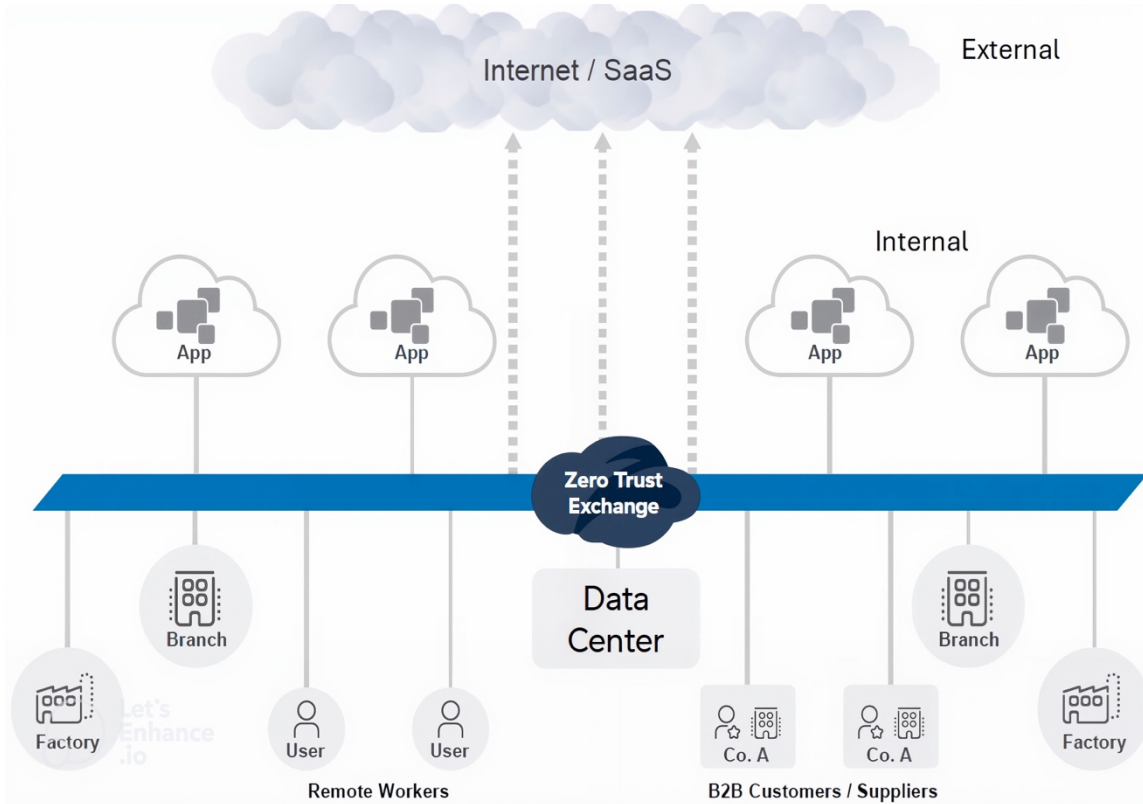 Internet / SaaS
External
Internal
App
App
App
App
Zero Trust
Exchange
Data
Center
Branch
Branch
Factory
User
User
Co. A
Co. A
Factory
Let's
Enhance
.io
Remote Workers
B2B Customers / Suppliers